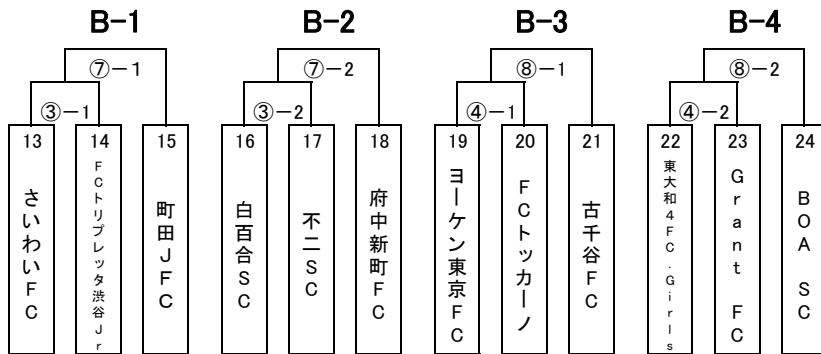 B-1
B-2
B-3
B-4
⑦-1
⑦-2
⑧-1
⑧-2
③-1
③-2
④-1
④-2
13
14
15
16
17
18
19
20
21
22
23
24
さいわいFC
FCトリプレッタ渋谷Jr
町田JFC
白百合SC
不二SC
府中新町FC
ヨーケン東京FC
FCトッカーノ
古千谷FC
東大和4FC.Girls
Grant FC
BOA SC